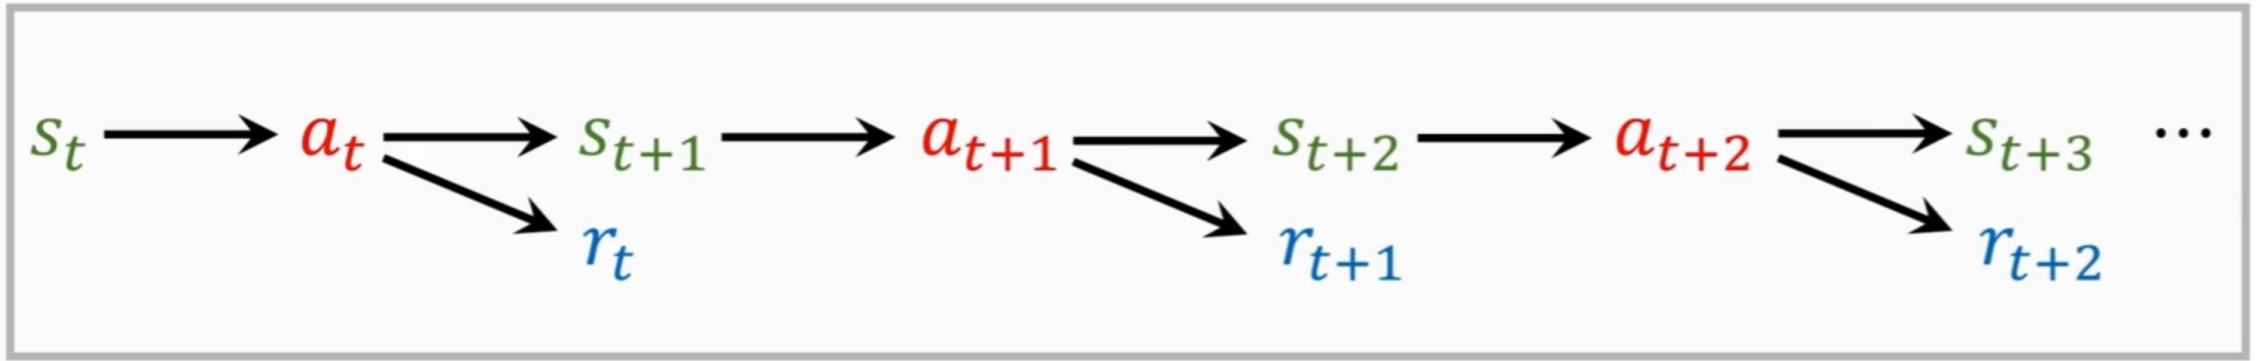 s_t → a_t → s_{t+1} → a_{t+1} → s_{t+2} → a_{t+2} → s_{t+3} ⋯
r_t r_{t+1} r_{t+2}